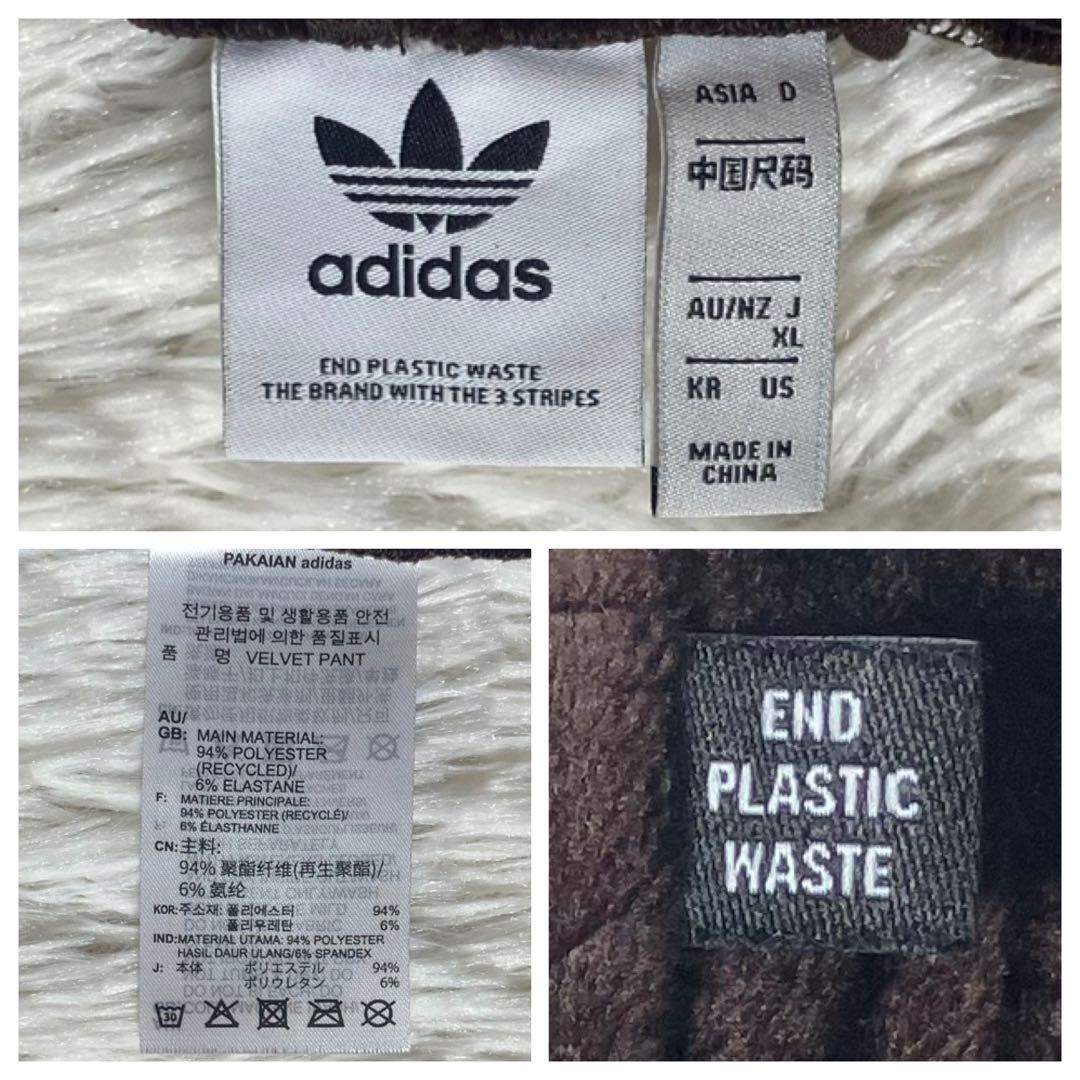 adidas
END PLASTIC WASTE
THE BRAND WITH THE 3 STRIPES
ASIA D
中国尺码
AU/NZ J
XL
KR US
MADE IN
CHINA
PAKAIAN adidas
전기용품 및 생활용품 안전
관리법에 의한 품질표시
품 명 VELVET PANT
AU/
GB: MAIN MATERIAL:
94% POLYESTER
(RECYCLED)/
6% ELASTANE
F: MATIERE PRINCIPALE:
94% POLYESTER (RECYCLÉ)/
6% ÉLASTHANNE
CN:主料:
94% 聚酯纤维(再生聚酯)/
6% 氨纶
KOR:주소재: 폴리에스터 94%
폴리우레탄 6%
IND:MATERIAL UTAMA: 94% POLYESTER
HASIL DAUR ULANG/6% SPANDEX
J: 本体 ポリエステル 94%
ポリウレタン 6%
30
END
PLASTIC
WASTE